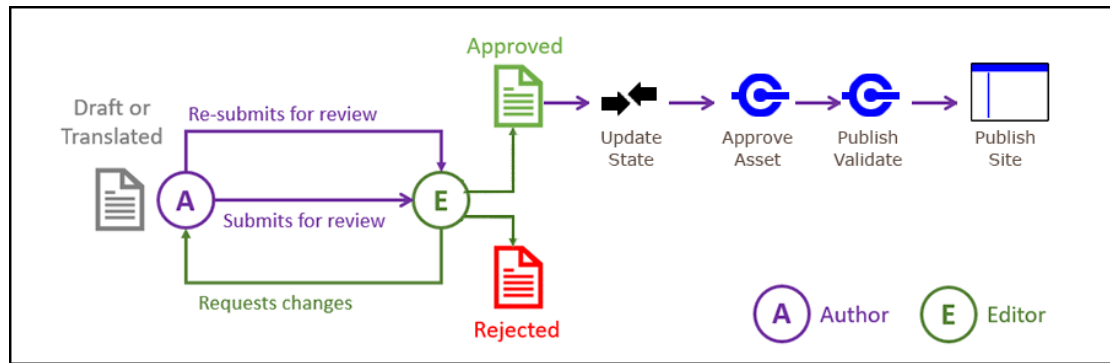 Approved
Draft or
Translated
Re-submits for review
A
E
Submits for review
Requests changes
Rejected
Update
State
Approve
Asset
Publish
Validate
Publish
Site
A Author
E Editor